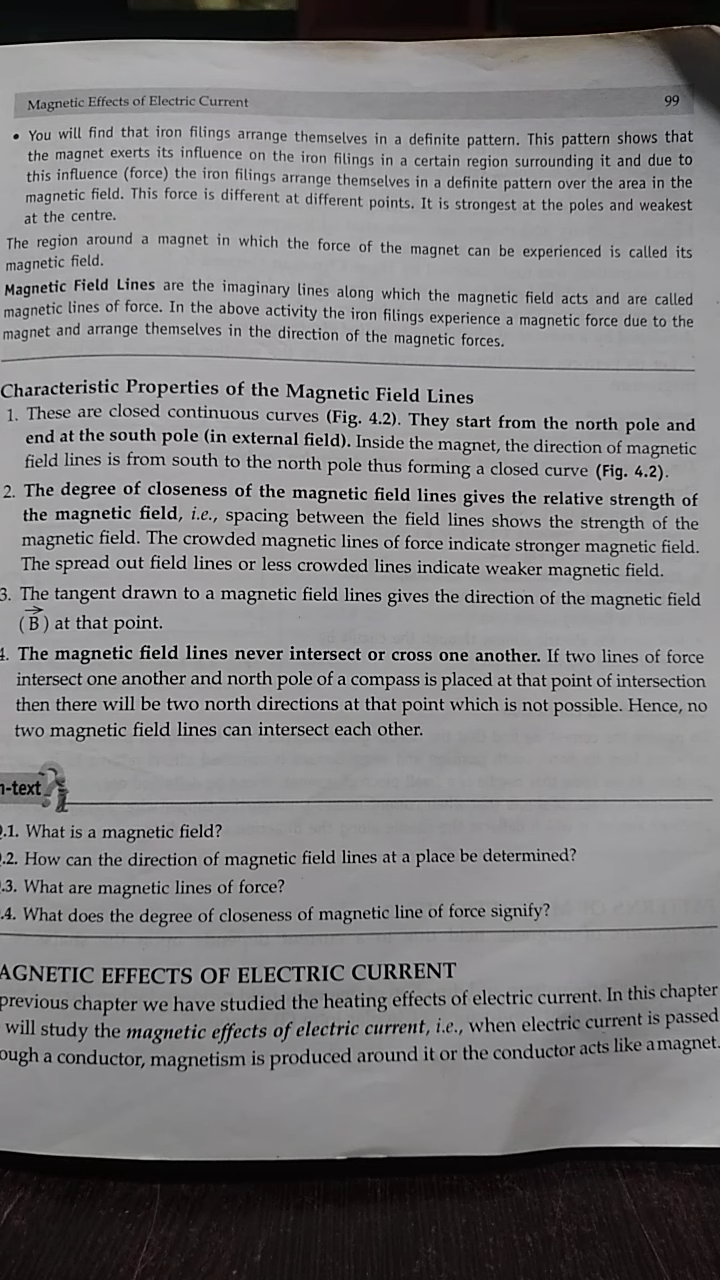 Magnetic Effects of Electric Current 99
• You will find that iron filings arrange themselves in a definite pattern. This pattern shows that
the magnet exerts its influence on the iron filings in a certain region surrounding it and due to
this influence (force) the iron filings arrange themselves in a definite pattern over the area in the
magnetic field. This force is different at different points. It is strongest at the poles and weakest
at the centre.
The region around a magnet in which the force of the magnet can be experienced is called its
magnetic field.
Magnetic Field Lines are the imaginary lines along which the magnetic field acts and are called
magnetic lines of force. In the above activity the iron filings experience a magnetic force due to the
magnet and arrange themselves in the direction of the magnetic forces.
Characteristic Properties of the Magnetic Field Lines
1. These are closed continuous curves (Fig. 4.2). They start from the north pole and
end at the south pole (in external field). Inside the magnet, the direction of magnetic
field lines is from south to the north pole thus forming a closed curve (Fig. 4.2).
2. The degree of closeness of the magnetic field lines gives the relative strength of
the magnetic field, i.e., spacing between the field lines shows the strength of the
magnetic field. The crowded magnetic lines of force indicate stronger magnetic field.
The spread out field lines or less crowded lines indicate weaker magnetic field.
3. The tangent drawn to a magnetic field lines gives the direction of the magnetic field
(B⃗) at that point.
4. The magnetic field lines never intersect or cross one another. If two lines of force
intersect one another and north pole of a compass is placed at that point of intersection
then there will be two north directions at that point which is not possible. Hence, no
two magnetic field lines can intersect each other.
n-text
.1. What is a magnetic field?
.2. How can the direction of magnetic field lines at a place be determined?
.3. What are magnetic lines of force?
.4. What does the degree of closeness of magnetic line of force signify?
AGNETIC EFFECTS OF ELECTRIC CURRENT
previous chapter we have studied the heating effects of electric current. In this chapter
will study the magnetic effects of electric current, i.e., when electric current is passed
ough a conductor, magnetism is produced around it or the conductor acts like a magnet.